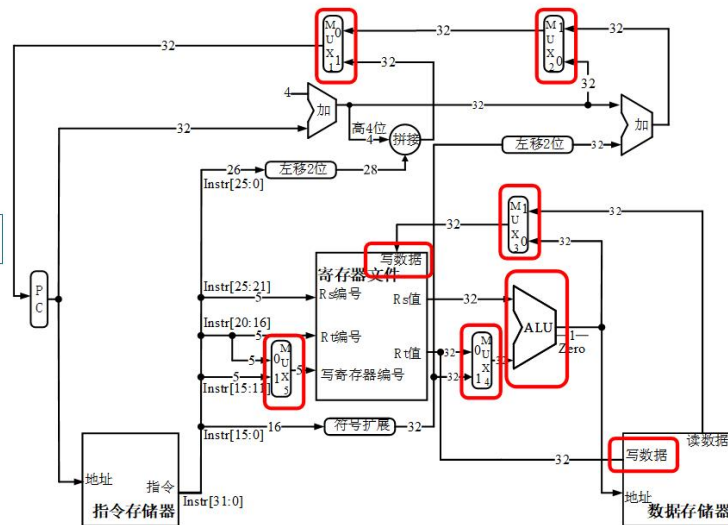 32
M
U
X
1
0
1
32
M
U
X
2
1
0
32
32
32
4
加
32
32
加
32
高4位
4
拼接
左移2位
32
26
Instr[25:0]
左移2位
28
32
M
U
X
3
1
0
32
32
写数据
寄存器文件
P
C
Instr[25:21]
5
Rs编号
Rs值
32
ALU
1
Zero
Instr[20:16]
5
Rt编号
Rt值
32
M
U
X
4
0
1
32
32
5
M
U
X
5
0
1
5
5
写寄存器编号
Instr[15:11]
Instr[15:0]
16
符号扩展
32
32
写数据
读数据
地址
指令
指令存储器
Instr[31:0]
地址
数据存储器